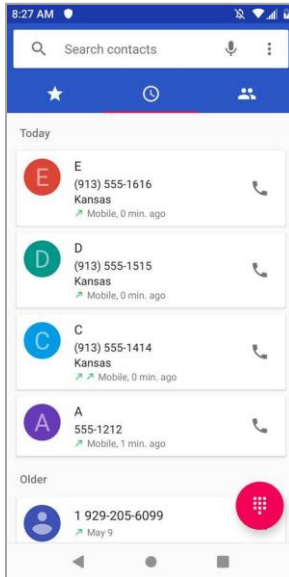 8:27 AM
Search contacts
Today
E
E
(913) 555-1616
Kansas
Mobile, 0 min. ago
D
D
(913) 555-1515
Kansas
Mobile, 0 min. ago
C
C
(913) 555-1414
Kansas
Mobile, 0 min. ago
A
A
555-1212
Mobile, 1 min. ago
Older
1 929-205-6099
May 9